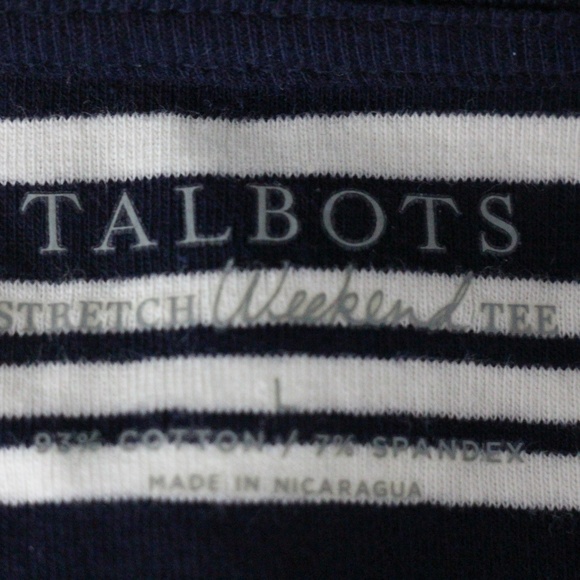 TALBOTS
STRETCH Weekend TEE
L
93% COTTON / 7% SPANDEX
MADE IN NICARAGUA